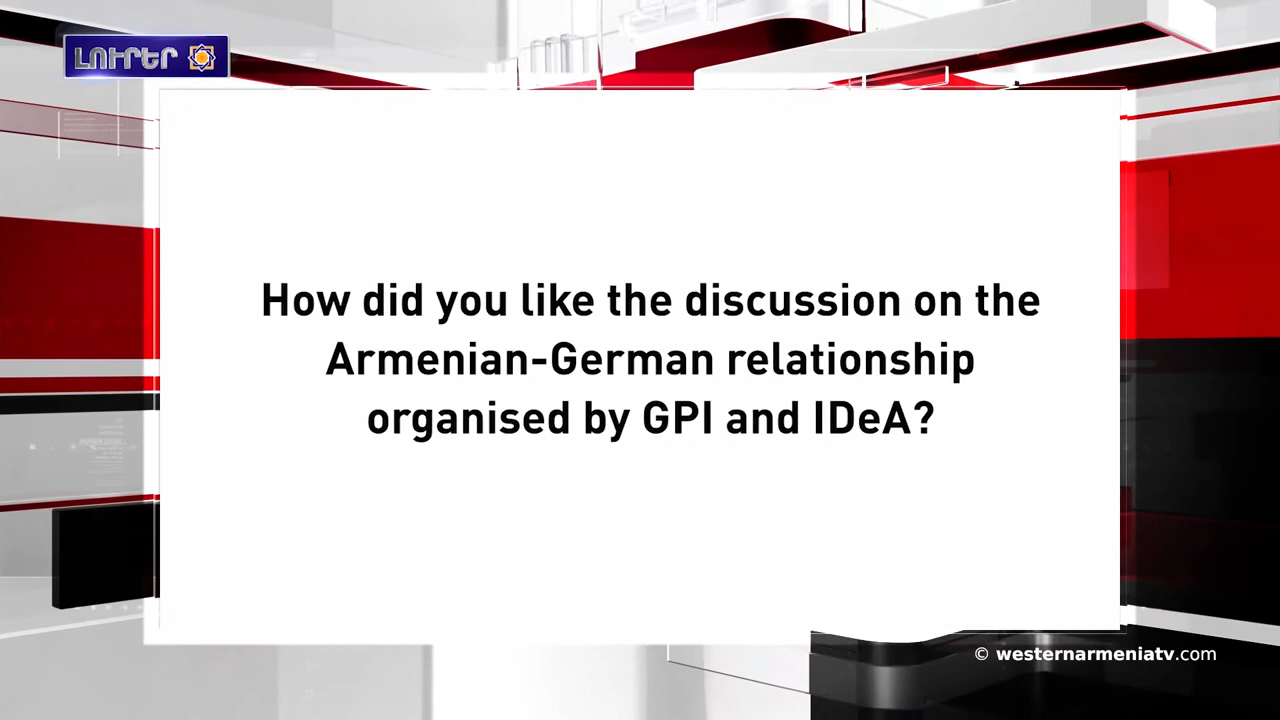 ԼՈՒՐԵՐ
How did you like the discussion on the
Armenian-German relationship
organised by GPI and IDeA?
© westernarmeniatv.com